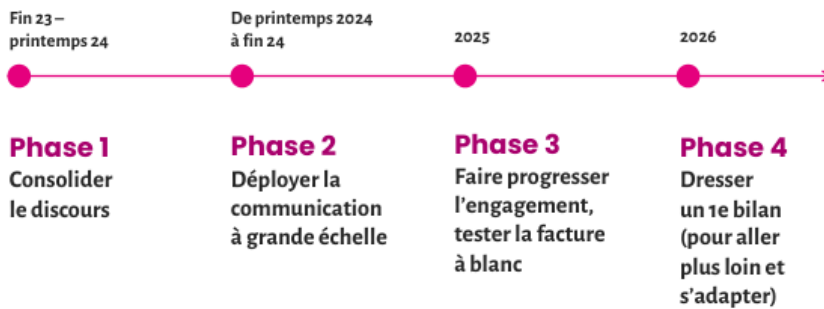 Fin 23 –
printemps 24
De printemps 2024
à fin 24
2025
2026
Phase 1
Consolider
le discours
Phase 2
Déployer la
communication
à grande échelle
Phase 3
Faire progresser
l'engagement,
tester la facture
à blanc
Phase 4
Dresser
un 1e bilan
(pour aller
plus loin et
s'adapter)